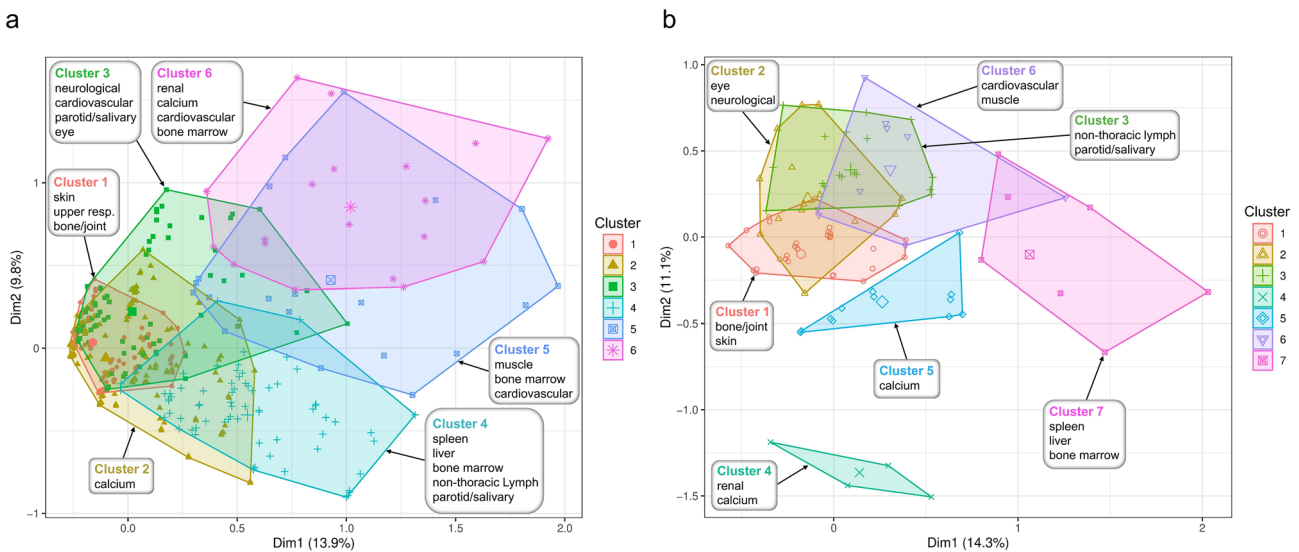 a
Cluster 3
neurological
cardiovascular
parotid/salivary
eye
Cluster 6
renal
calcium
cardiovascular
bone marrow
Cluster 1
skin
upper resp.
bone/joint
Cluster 5
muscle
bone marrow
cardiovascular
Cluster 4
spleen
liver
bone marrow
non-thoracic Lymph
parotid/salivary
Cluster 2
calcium
1
0
−1
Dim2 (9.8%)
0.0
0.5
1.0
1.5
2.0
Dim1 (13.9%)
Cluster
1
2
3
4
5
6
b
Cluster 2
eye
neurological
Cluster 6
cardiovascular
muscle
Cluster 3
non-thoracic lymph
parotid/salivary
Cluster 1
bone/joint
skin
Cluster 5
calcium
Cluster 7
spleen
liver
bone marrow
Cluster 4
renal
calcium
1.0
0.5
0.0
−0.5
−1.0
−1.5
Dim2 (11.1%)
0
1
2
Dim1 (14.3%)
Cluster
1
2
3
4
5
6
7